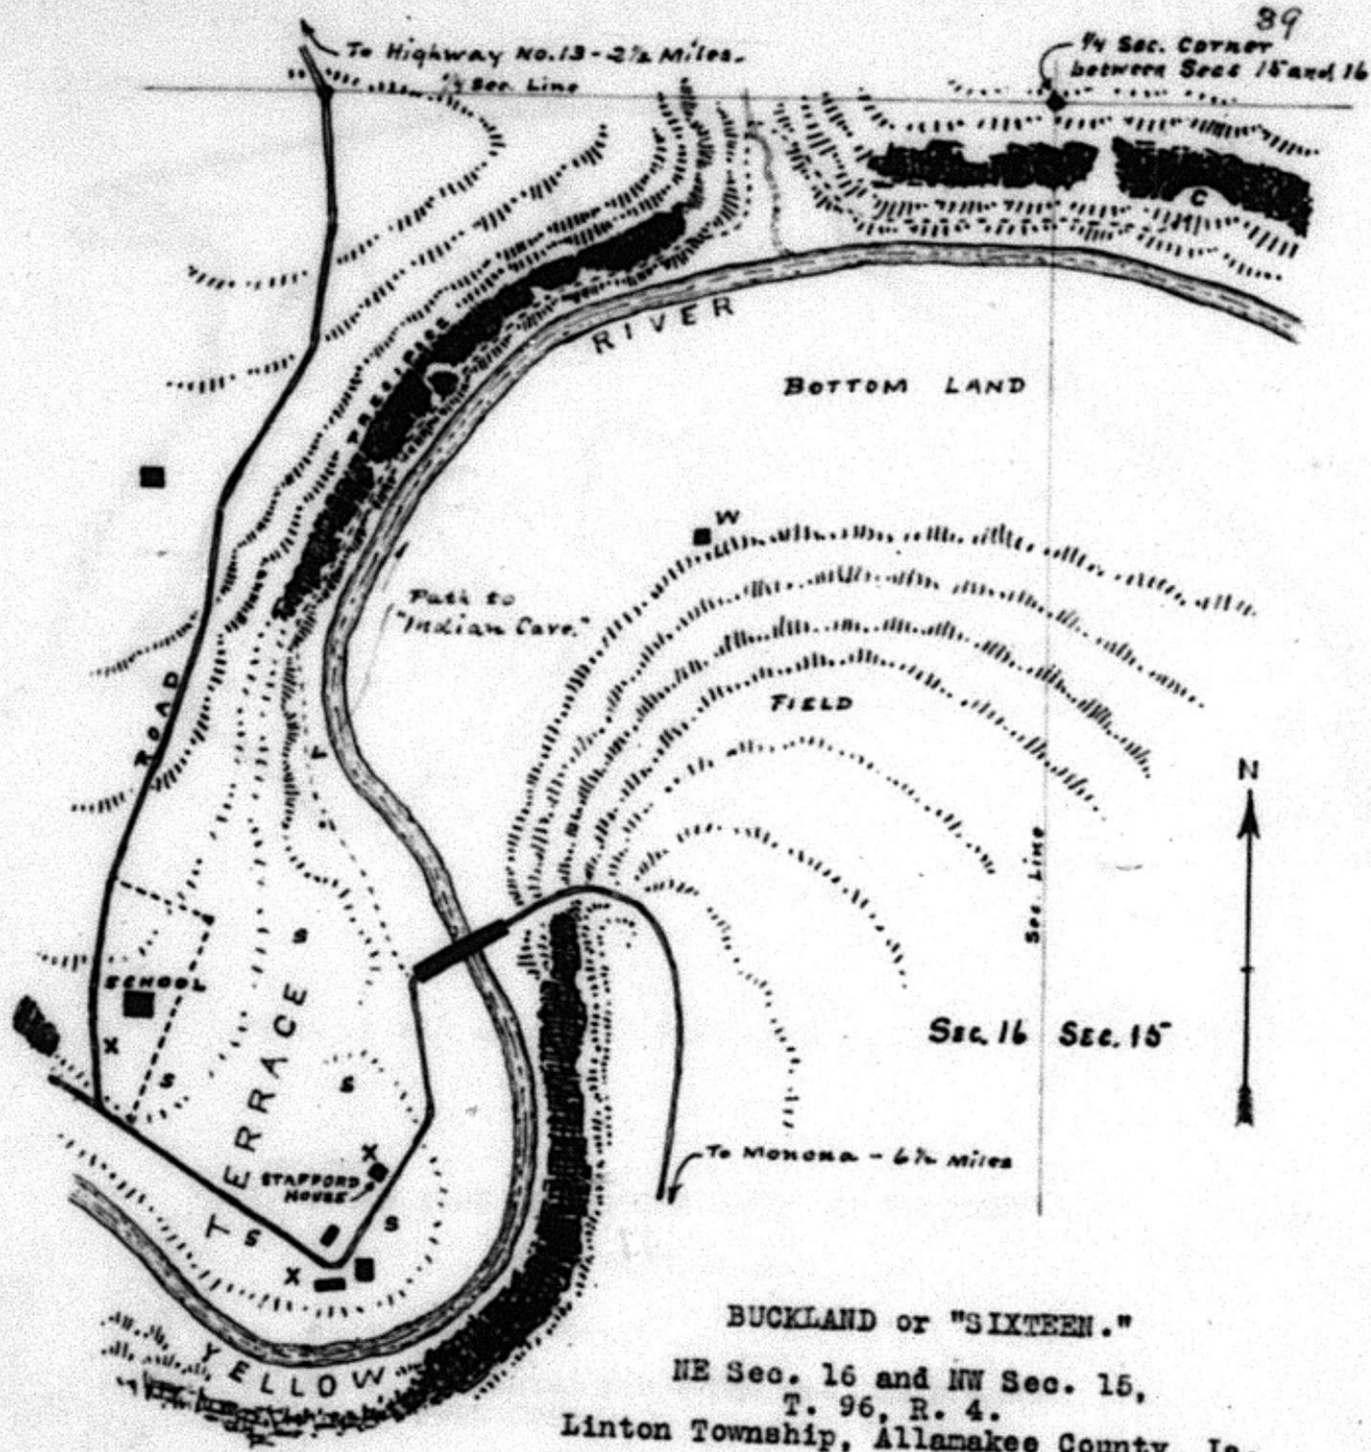 39
To Highway No. 13 - 2½ Miles.
¼ Sec. Line
¼ Sec. Corner
between Secs 15 and 16
C
RIVER
PRECIPICE
BOTTOM LAND
W
Path to
"Indian Cave."
FIELD
ROAD
N
Sec. Line
S
SCHOOL
X
S
TERRACE
S
SEC. 16 SEC. 15
X
STAFFORD
HOUSE
To Monona - 6½ Miles
S
S
X
YELLOW
BUCKLAND or "SIXTEEN."
NE Sec. 16 and NW Sec. 15,
T. 96, R. 4.
Linton Township, Allamakee County, Ia.